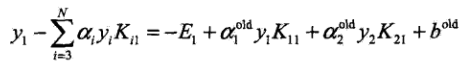 $y_1 - \sum_{i=3}^{N} \alpha_i y_i K_{i1} = -E_1 + \alpha_1^{\text{old}} y_1 K_{11} + \alpha_2^{\text{old}} y_2 K_{21} + b^{\text{old}}$